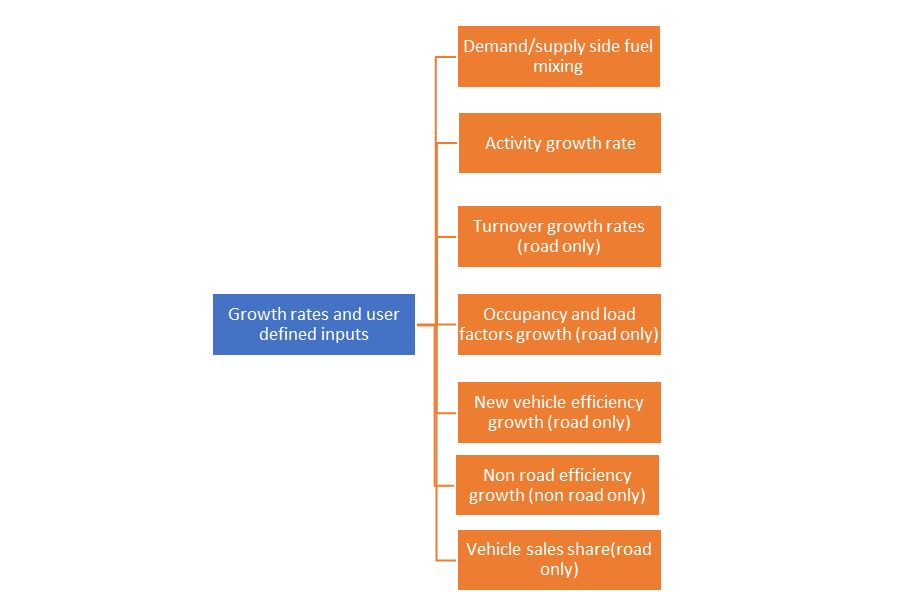 Demand/supply side fuel
mixing
Activity growth rate
Turnover growth rates
(road only)
Growth rates and user
defined inputs
Occupancy and load
factors growth (road only)
New vehicle efficiency
growth (road only)
Non road efficiency
growth (non road only)
Vehicle sales share(road
only)